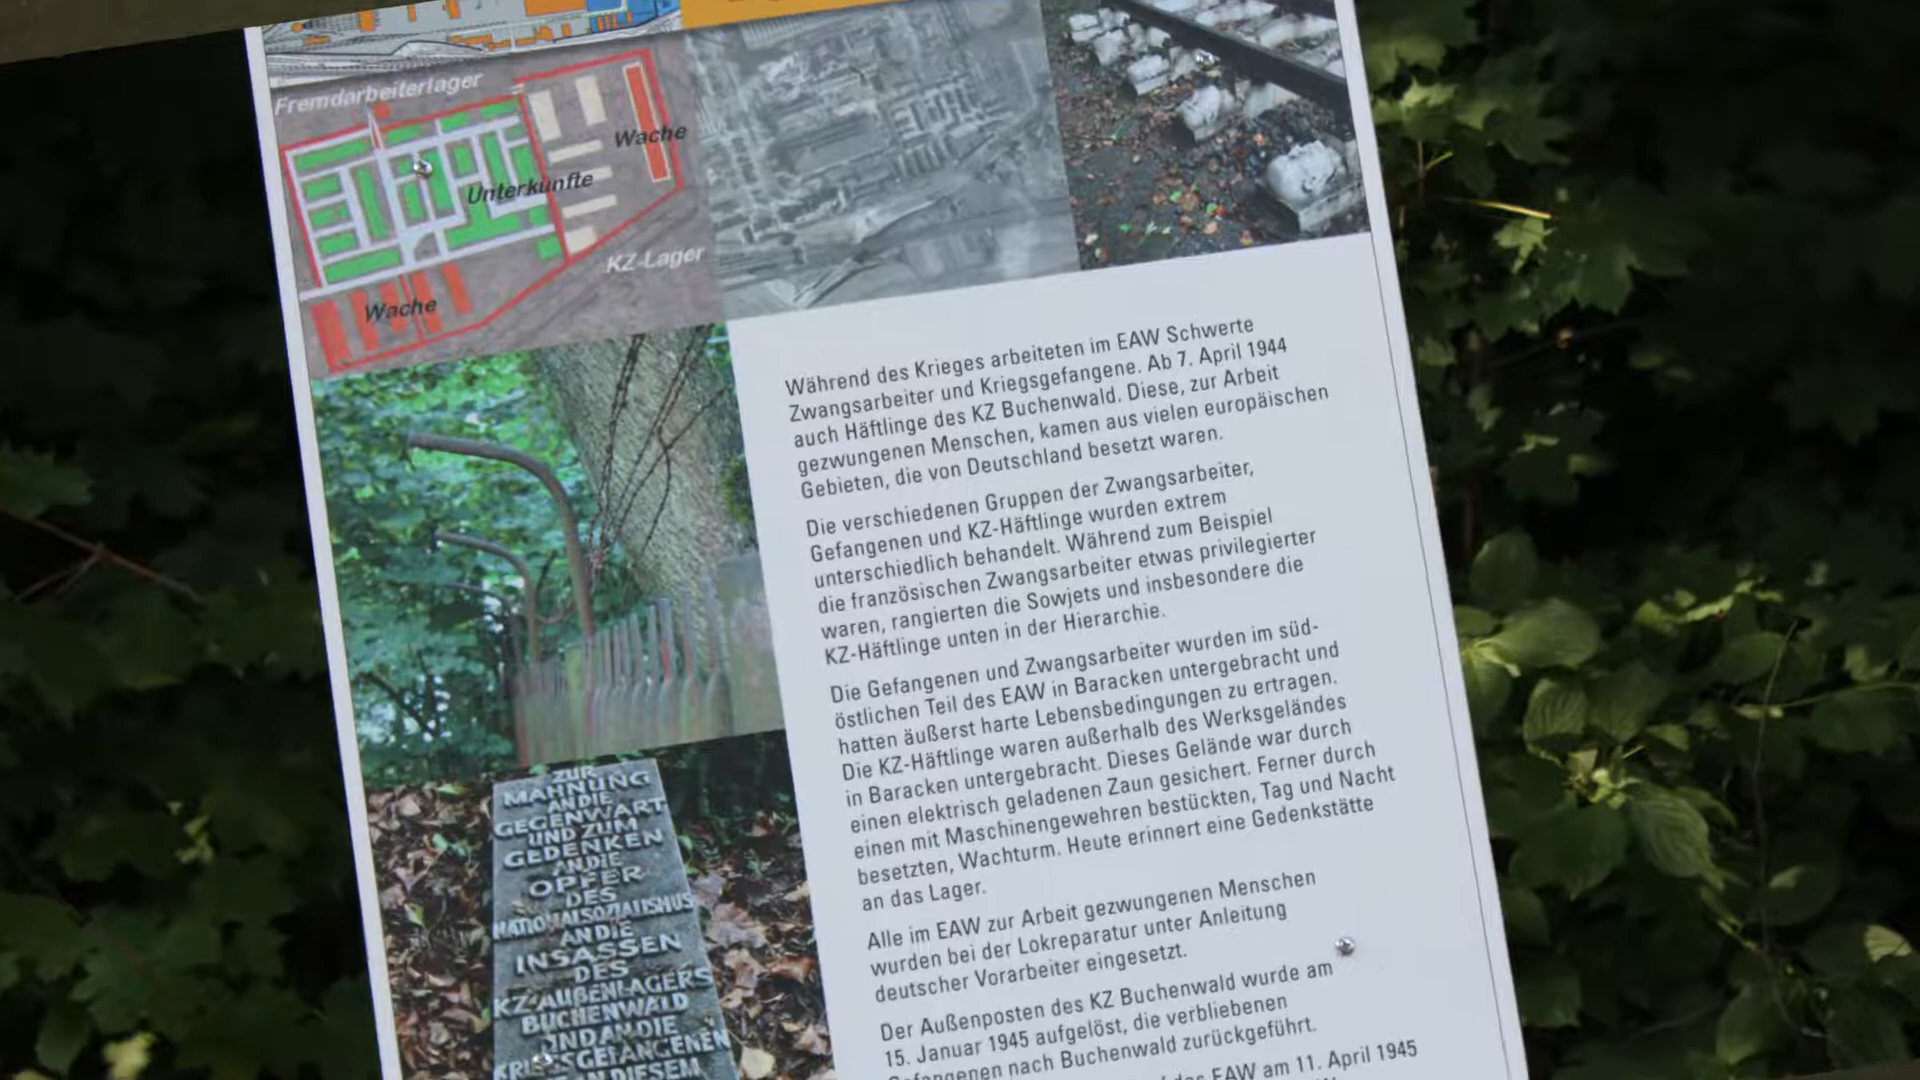 Fremdarbeiterlager
Wache
Unterkünfte
KZ-Lager
Wache
Während des Krieges arbeiteten im EAW Schwerte
Zwangsarbeiter und Kriegsgefangene. Ab 7. April 1944
auch Häftlinge des KZ Buchenwald. Diese, zur Arbeit
gezwungenen Menschen, kamen aus vielen europäischen
Gebieten, die von Deutschland besetzt waren.
Die verschiedenen Gruppen der Zwangsarbeiter,
Gefangenen und KZ-Häftlinge wurden extrem
unterschiedlich behandelt. Während zum Beispiel
die französischen Zwangsarbeiter etwas privilegierter
waren, rangierten die Sowjets und insbesondere die
KZ-Häftlinge unten in der Hierarchie.
Die Gefangenen und Zwangsarbeiter wurden im süd-
östlichen Teil des EAW in Baracken untergebracht und
hatten äußerst harte Lebensbedingungen zu ertragen.
Die KZ-Häftlinge waren außerhalb des Werksgeländes
in Baracken untergebracht. Dieses Gelände war durch
einen elektrisch geladenen Zaun gesichert. Ferner durch
einen mit Maschinengewehren bestückten, Tag und Nacht
besetzten, Wachturm. Heute erinnert eine Gedenkstätte
an das Lager.
Alle im EAW zur Arbeit gezwungenen Menschen
wurden bei der Lokreparatur unter Anleitung
deutscher Vorarbeiter eingesetzt.
Der Außenposten des KZ Buchenwald wurde am
15. Januar 1945 aufgelöst, die verbliebenen
Gefangenen nach Buchenwald zurückgeführt.
des EAW am 11. April 1945
ZUR
MAHNUNG
AN DIE
GEGENWART
UND ZUM
GEDENKEN
AN DIE
OPFER
DES
NATIONALSOZIALISMUS
AN DIE
INSASSEN
DES
KZ-AUßENLAGERS
BUCHENWALD
UND AN DIE
KRIEGSGEFANGENEN
AN DIESEM